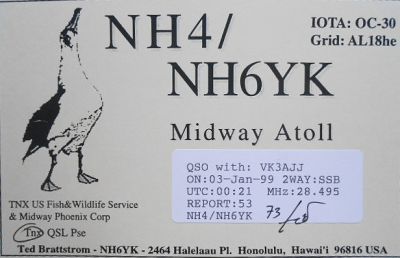 NH4/
NH6YK
IOTA: OC-30
Grid: AL18he
Midway Atoll
QSO with: VK3AJJ
ON:03-Jan-99 2WAY:SSB
UTC:00:21 MHz:28.495
REPORT:53
NH4/NH6YK 73
TNX US Fish&Wildlife Service
& Midway Phoenix Corp
Tnx QSL Pse
Ted Brattstrom - NH6YK - 2464 Halelaau Pl. Honolulu, Hawai'i 96816 USA